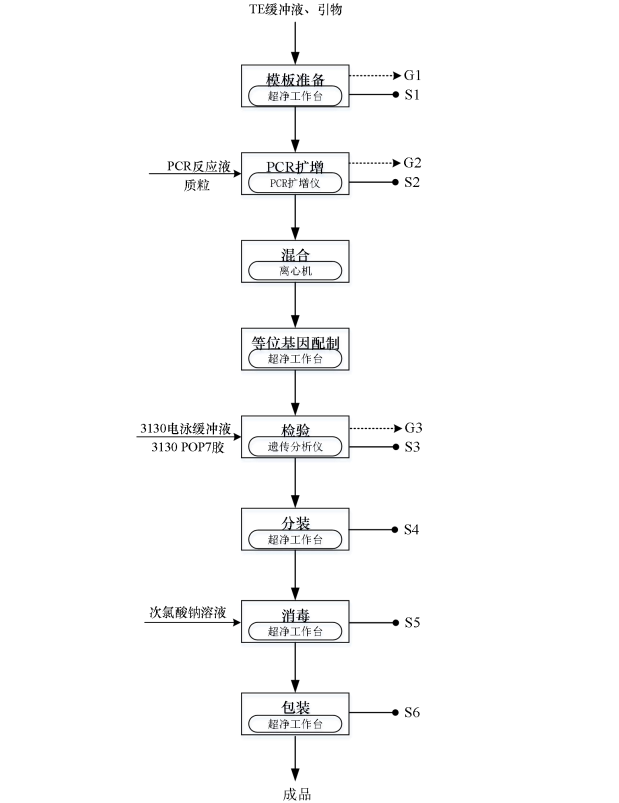 TE缓冲液、引物
模板准备
超净工作台
G1
S1
PCR反应液
质粒
PCR扩增
PCR扩增仪
G2
S2
混合
离心机
等位基因配制
超净工作台
3130电泳缓冲液
3130 POP7胶
检验
遗传分析仪
G3
S3
分装
超净工作台
S4
次氯酸钠溶液
消毒
超净工作台
S5
包装
超净工作台
S6
成品